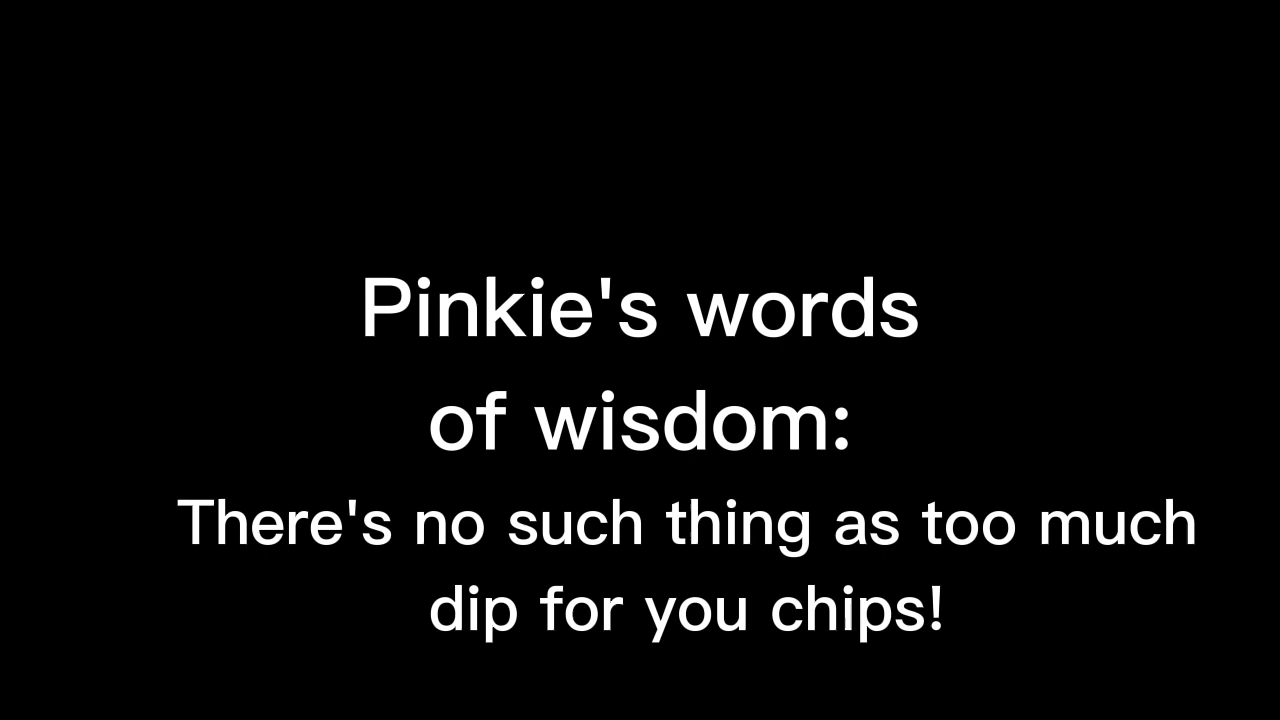 Pinkie's words
of wisdom:
There's no such thing as too much
dip for you chips!